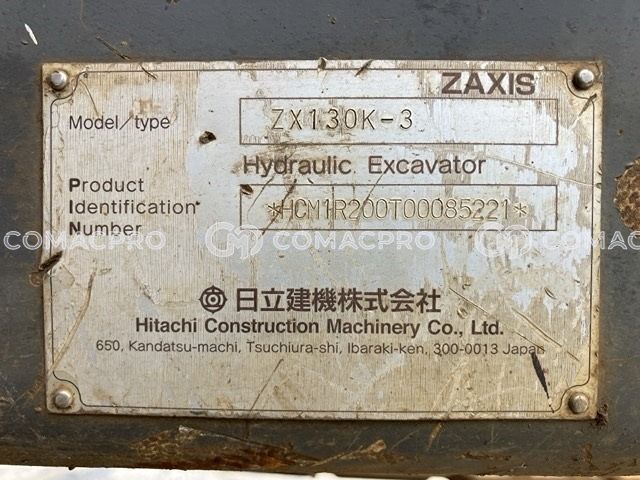 ZAXIS
Model/type ZX130K-3
Hydraulic Excavator
Product
Identification
Number *HCM1R200T00085221*
COMACPRO COMACPRO COMACPRO
日立建機株式会社
Hitachi Construction Machinery Co., Ltd.
650, Kandatsu-machi, Tsuchiura-shi, Ibaraki-ken, 300-0013 Japan